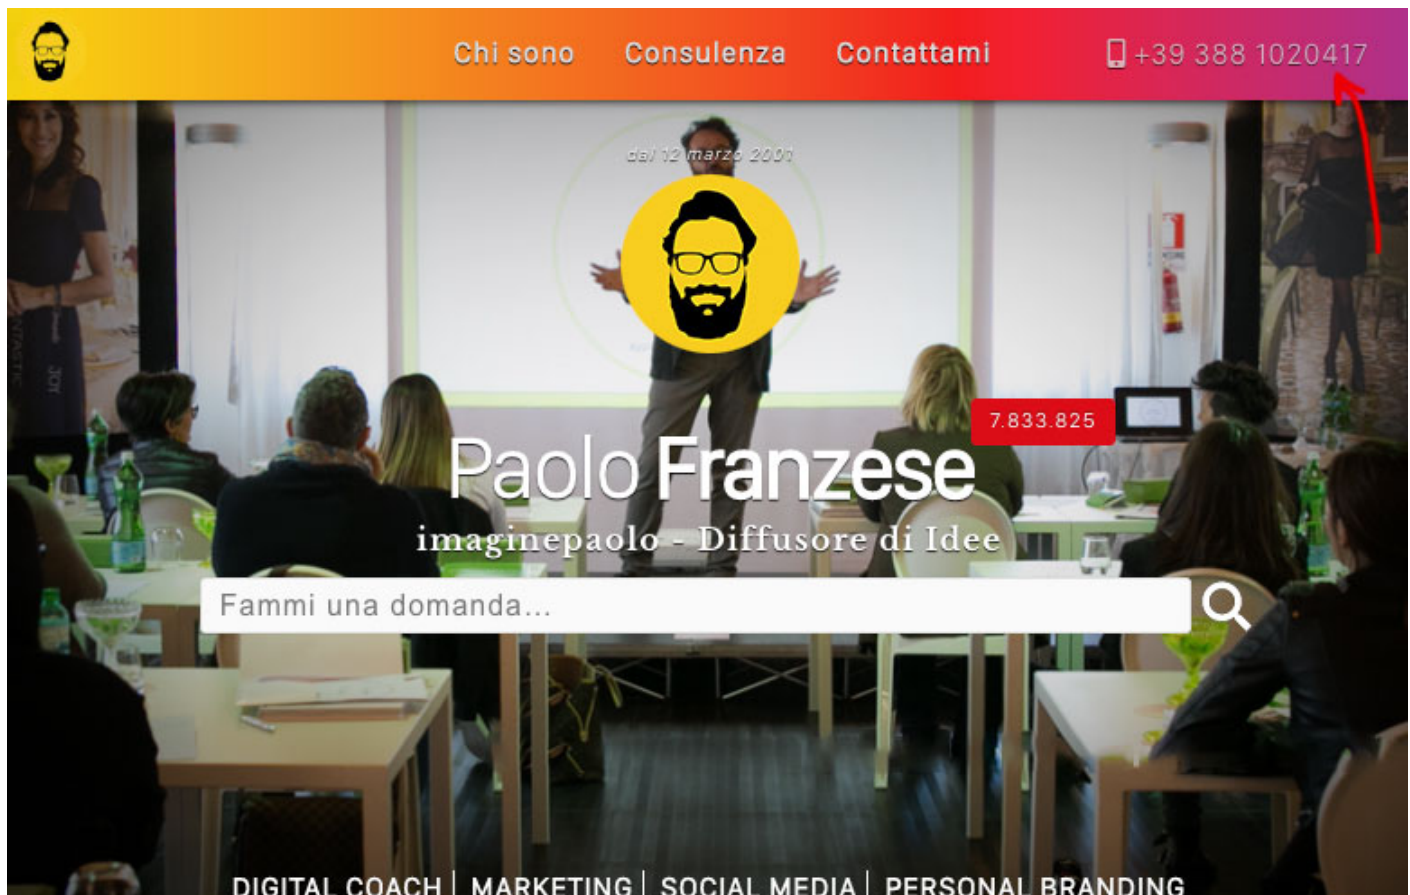 Chi sono Consulenza Contattami +39 388 1020417
dal 12 marzo 2001
7.833.825
Paolo Franzese
imaginepaolo - Diffusore di Idee
Fammi una domanda...
DIGITAL COACH | MARKETING | SOCIAL MEDIA | PERSONAL BRANDING